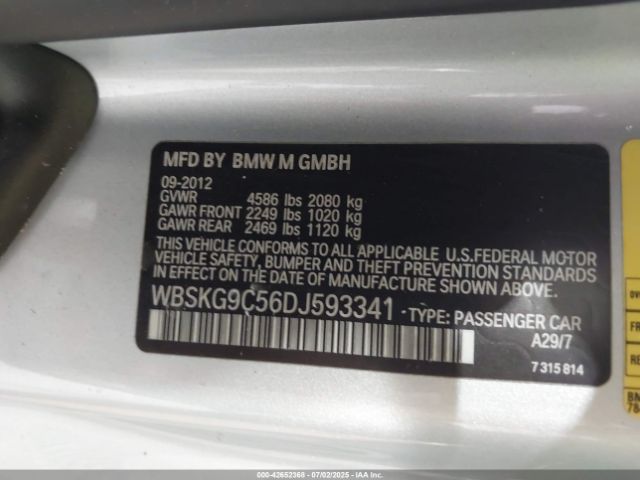 MFD BY BMW M GMBH
09-2012
GVWR 4586 lbs 2080 kg
GAWR FRONT 2249 lbs 1020 kg
GAWR REAR 2469 lbs 1120 kg
THIS VEHICLE CONFORMS TO ALL APPLICABLE U.S.FEDERAL MOTOR
VEHICLE SAFETY, BUMPER AND THEFT PREVENTION STANDARDS
IN EFFECT ON THE DATE OF MANUFACTURE SHOWN ABOVE.
WBSKG9C56DJ593341 TYPE: PASSENGER CAR
A29/7
7 315 814
000-42652368 - 07/02/2025 - IAAI.COM